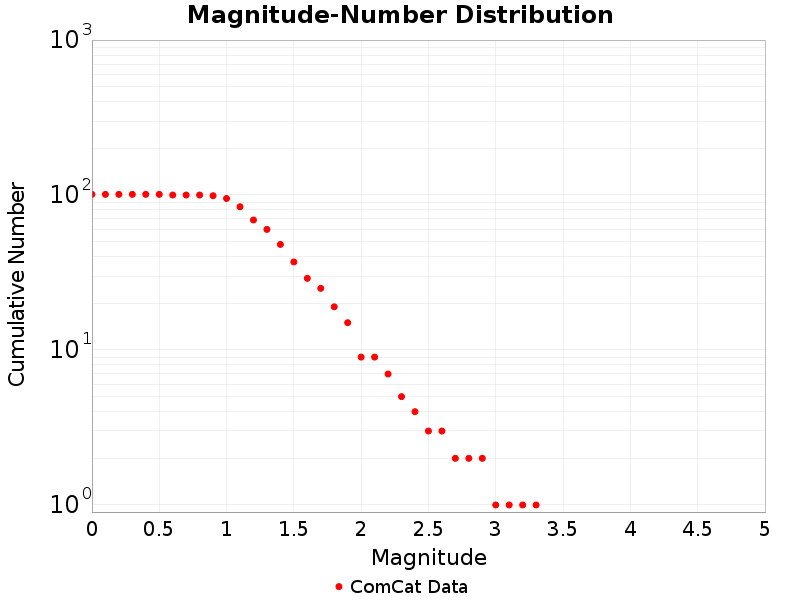 Magnitude-Number Distribution
10³
10²
10¹
10⁰
Cumulative Number
0 0.5 1 1.5 2 2.5 3 3.5 4 4.5 5
Magnitude
ComCat Data